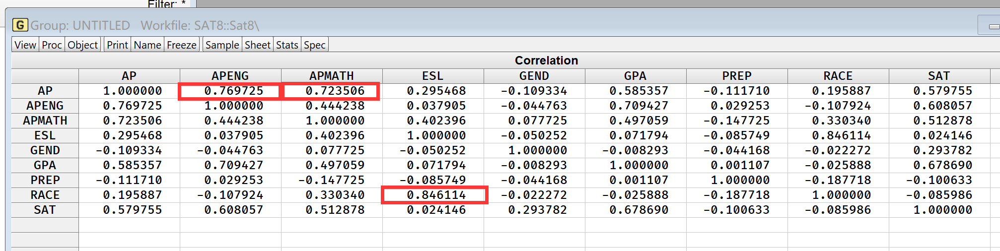 Filter: *
G Group: UNTITLED Workfile: SAT8::Sat8\
View Proc Object Print Name Freeze Sample Sheet Stats Spec
Correlation
AP APENG APMATH ESL GEND GPA PREP RACE SAT
AP 1.000000 0.769725 0.723506 0.295468 -0.109334 0.585357 -0.111710 0.195887 0.579755
APENG 0.769725 1.000000 0.444238 0.037905 -0.044763 0.709427 0.029253 -0.107924 0.608057
APMATH 0.723506 0.444238 1.000000 0.402396 0.077725 0.497059 -0.147725 0.330340 0.512878
ESL 0.295468 0.037905 0.402396 1.000000 -0.050252 0.071794 -0.085749 0.846114 0.024146
GEND -0.109334 -0.044763 0.077725 -0.050252 1.000000 -0.008293 -0.044168 -0.022272 0.293782
GPA 0.585357 0.709427 0.497059 0.071794 -0.008293 1.000000 0.001107 -0.025888 0.678690
PREP -0.111710 0.029253 -0.147725 -0.085749 -0.044168 0.001107 1.000000 -0.187718 -0.100633
RACE 0.195887 -0.107924 0.330340 0.846114 -0.022272 -0.025888 -0.187718 1.000000 -0.085986
SAT 0.579755 0.608057 0.512878 0.024146 0.293782 0.678690 -0.100633 -0.085986 1.000000